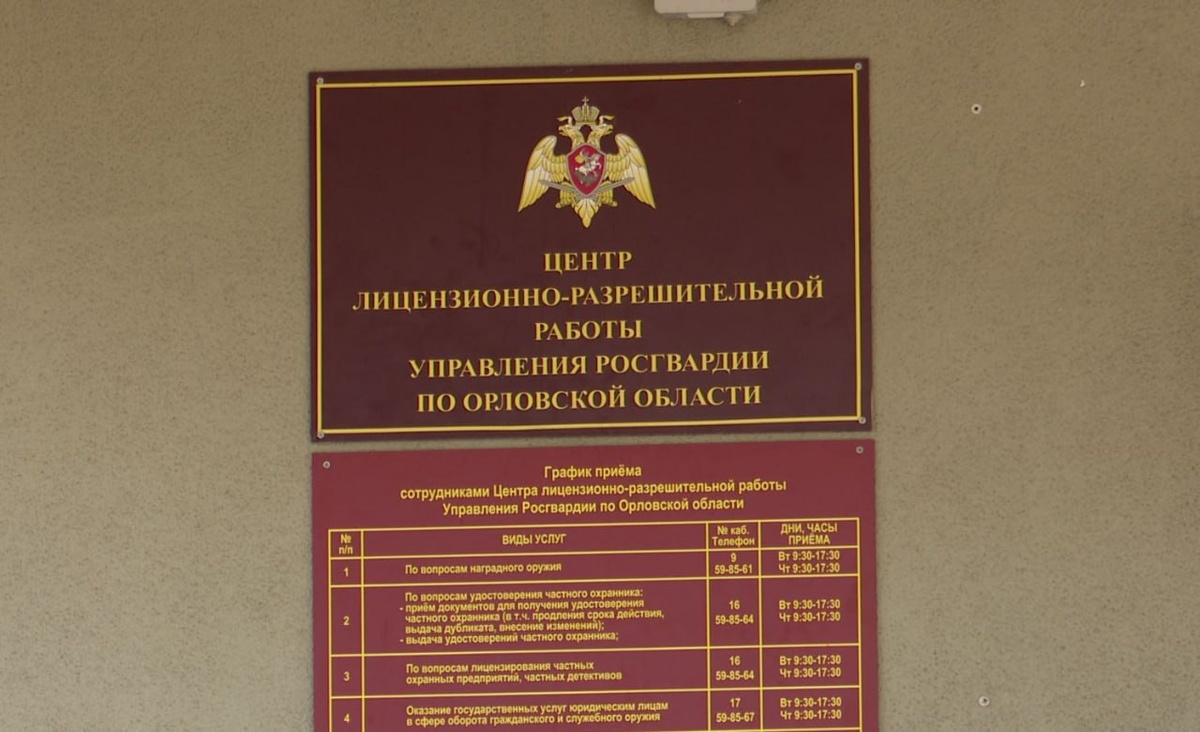 ЦЕНТР
ЛИЦЕНЗИОННО-РАЗРЕШИТЕЛЬНОЙ
РАБОТЫ
УПРАВЛЕНИЯ РОСГВАРДИИ
ПО ОРЛОВСКОЙ ОБЛАСТИ
График приёма
сотрудниками Центра лицензионно-разрешительной работы
Управления Росгвардии по Орловской области
№ п/п
ВИДЫ УСЛУГ
№ каб. Телефон
ДНИ, ЧАСЫ ПРИЁМА
1
По вопросам наградного оружия
9
59-85-61
Вт 9:30-17:30
Чт 9:30-17:30
2
По вопросам удостоверения частного охранника:
- приём документов для получения удостоверения
частного охранника (в т.ч. продления срока действия,
выдача дубликата, внесение изменений);
- выдача удостоверений частного охранника;
16
59-85-64
Вт 9:30-17:30
Чт 9:30-17:30
3
По вопросам лицензирования частных
охранных предприятий, частных детективов
16
59-85-64
Вт 9:30-17:30
Чт 9:30-17:30
4
Оказание государственных услуг юридическим лицам
в сфере оборота гражданского и служебного оружия
17
59-85-67
Вт 9:30-17:30
Чт 9:30-17:30